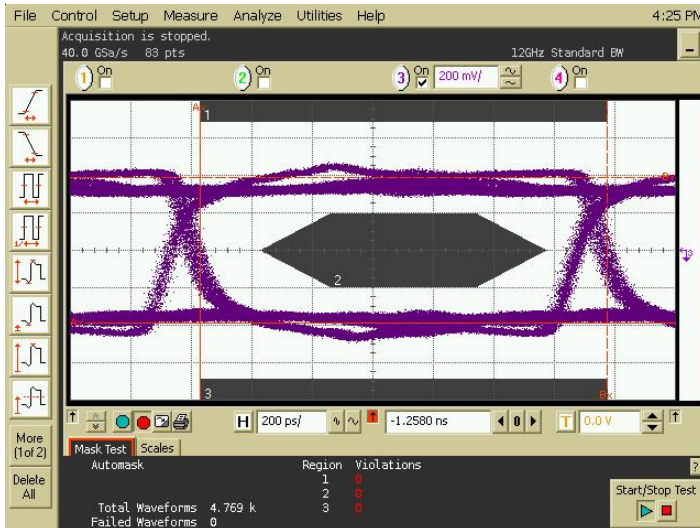 File Control Setup Measure Analyze Utilities Help 4:25 PM
Acquisition is stopped.
40.0 GSa/s 83 pts 12GHz Standard BW
1 On 2 On 3 On 200 mV/ 4 On
1
2
3
H 200 ps/ -1.2580 ns 0 T 0.0 V
More
(1of 2)
Delete
All
Mask Test Scales
Automask Region Violations
1 0
2 0
Total Waveforms 4.769 k 3 0
Failed Waveforms 0
?
Start/Stop Test